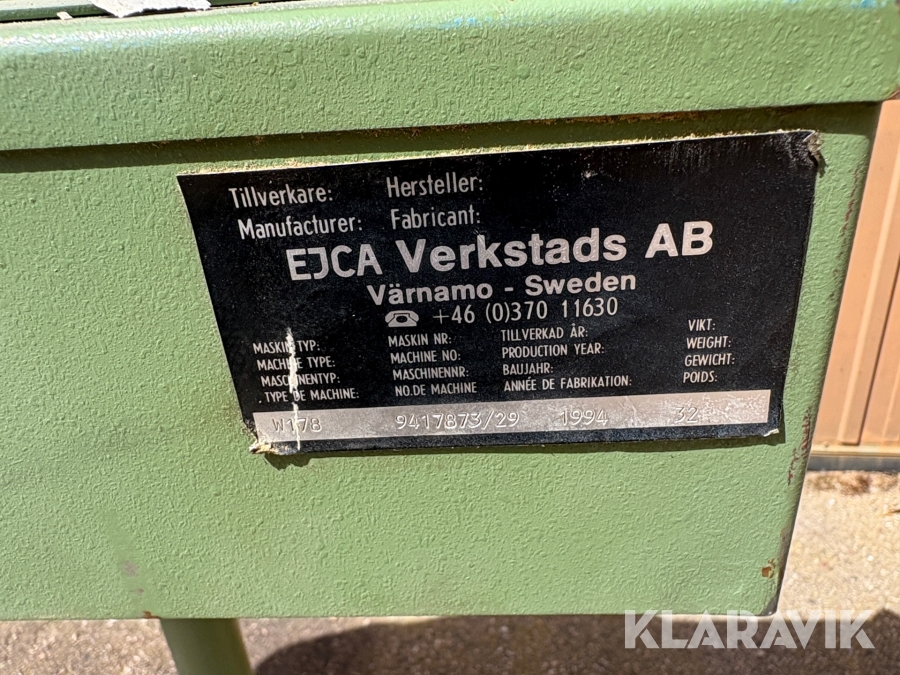 Tillverkare: Hersteller:
Manufacturer: Fabricant:
EJCA Verkstads AB
Värnamo - Sweden
☎ +46 (0)370 11630
MASKINTYP: MASKIN NR: TILLVERKAD ÅR: VIKT:
MACHINE TYPE: MACHINE NO: PRODUCTION YEAR: WEIGHT:
MASCHINENTYP: MASCHINENNR: BAUJAHR: GEWICHT:
TYPE DE MACHINE: NO.DE MACHINE ANNÉE DE FABRIKATION: POIDS:
W178 9417873/29 1994 32
KLARAVIK